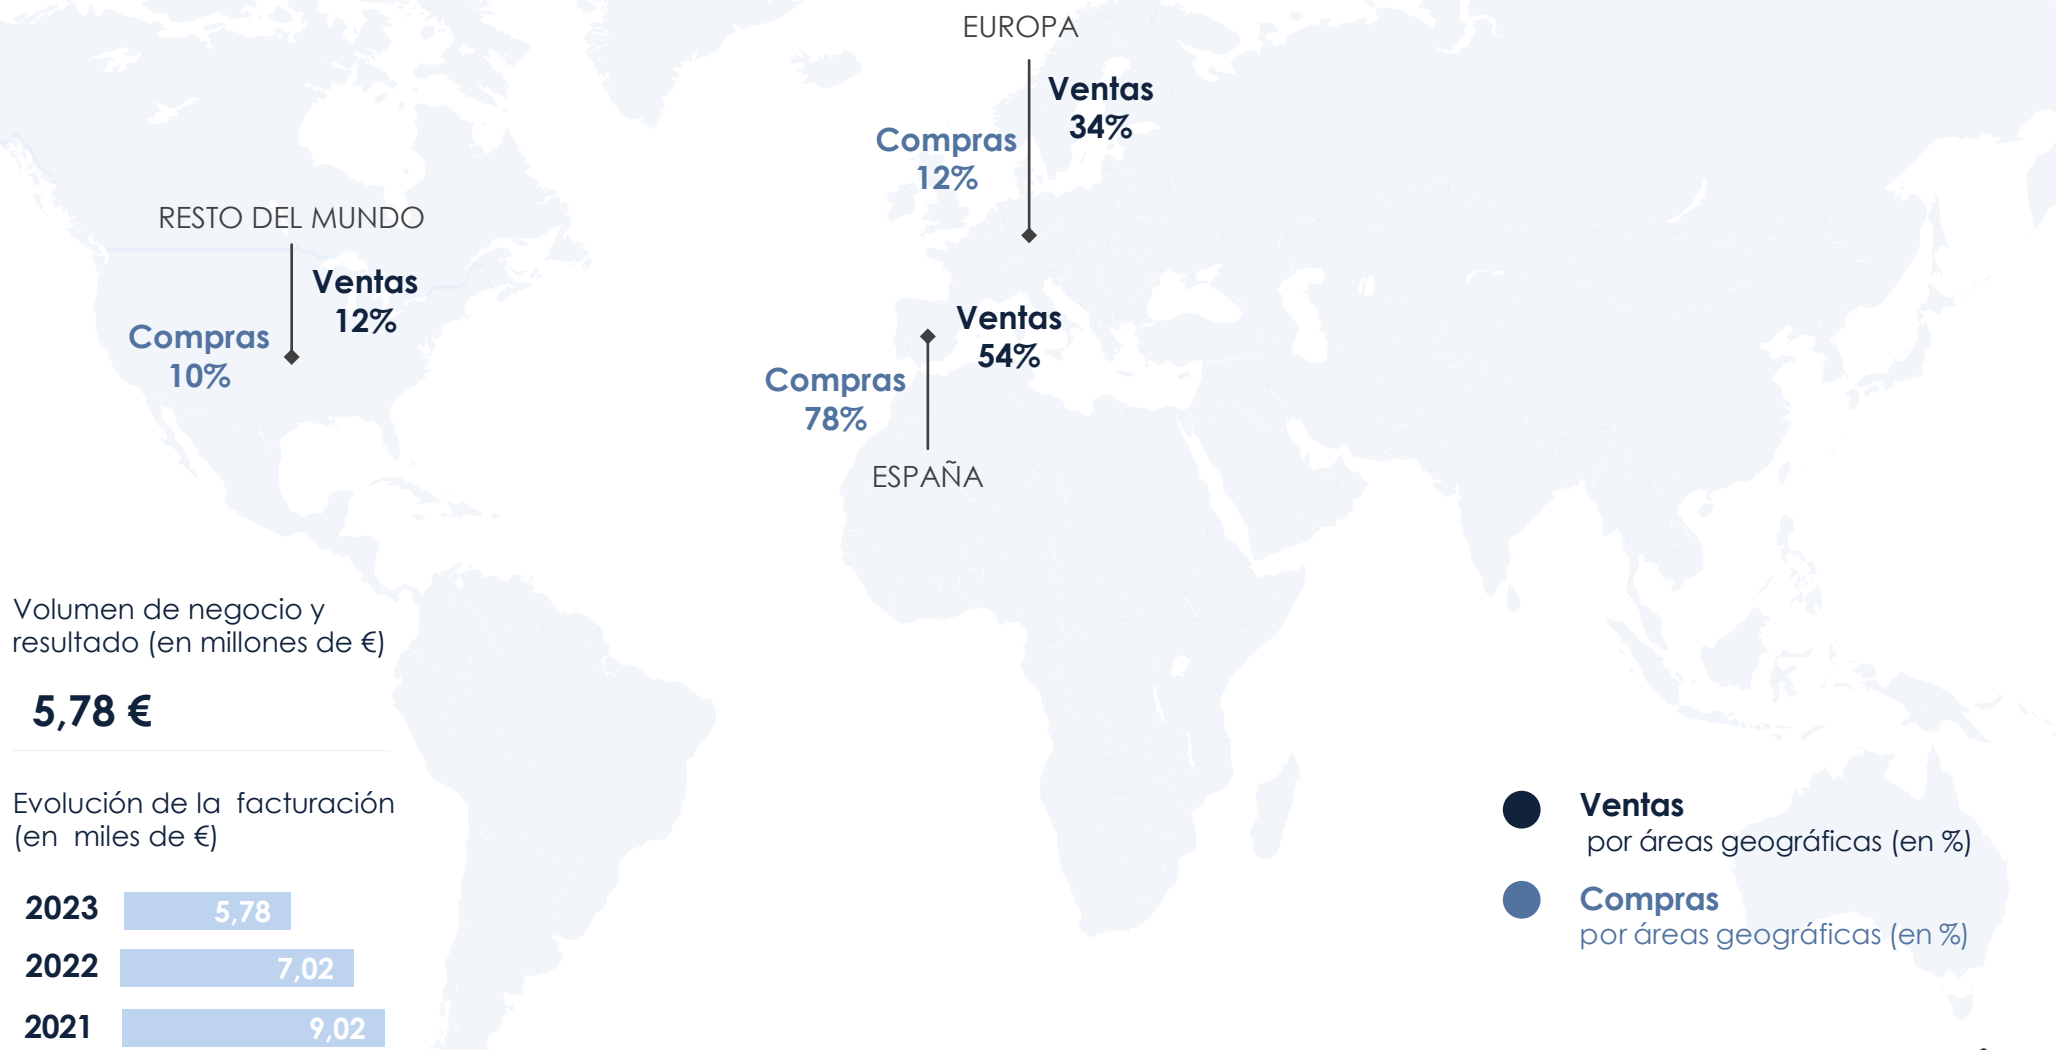 EUROPA
Ventas
34%
Compras
12%
RESTO DEL MUNDO
Ventas
12%
Compras
10%
Ventas
54%
Compras
78%
ESPAÑA
Volumen de negocio y
resultado (en millones de €)
5,78 €
Evolución de la  facturación
(en  miles de €)
2023 5,78
2022 7,02
2021 9,02
Ventas
por áreas geográficas (en %)
Compras
por áreas geográficas (en %)